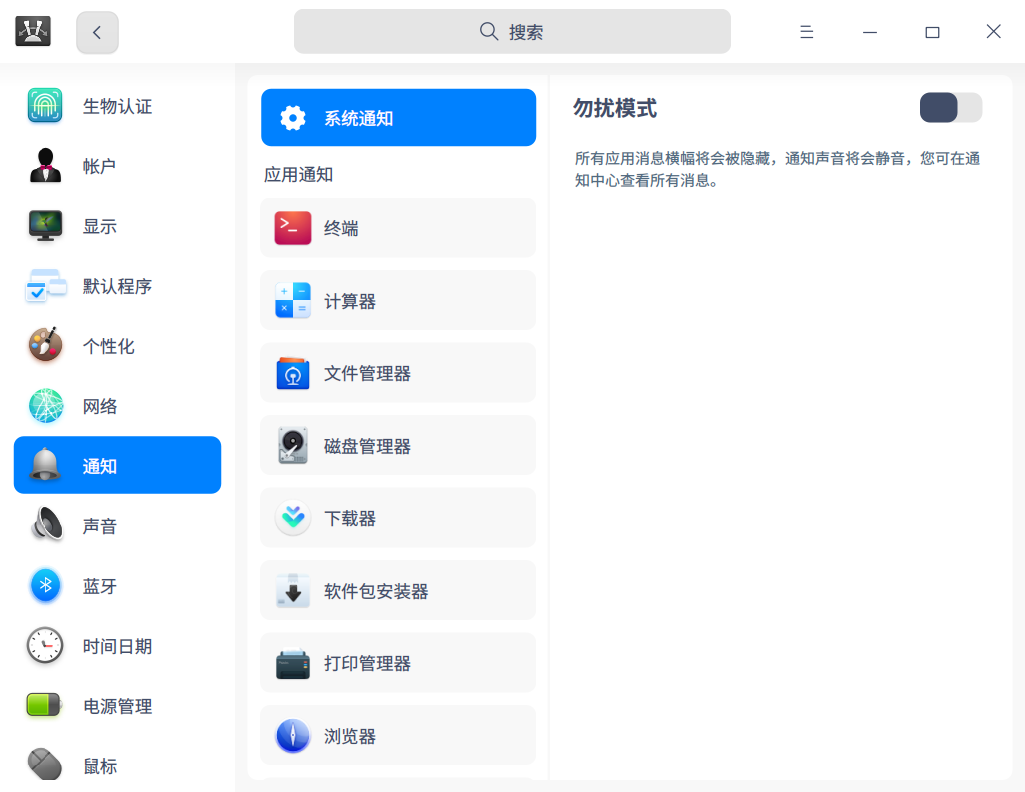 搜索
生物认证
帐户
显示
默认程序
个性化
网络
通知
声音
蓝牙
时间日期
电源管理
鼠标
系统通知
应用通知
终端
计算器
文件管理器
磁盘管理器
下载器
软件包安装器
打印管理器
浏览器
勿扰模式
所有应用消息横幅将会被隐藏，通知声音将会静音，您可在通
知中心查看所有消息。